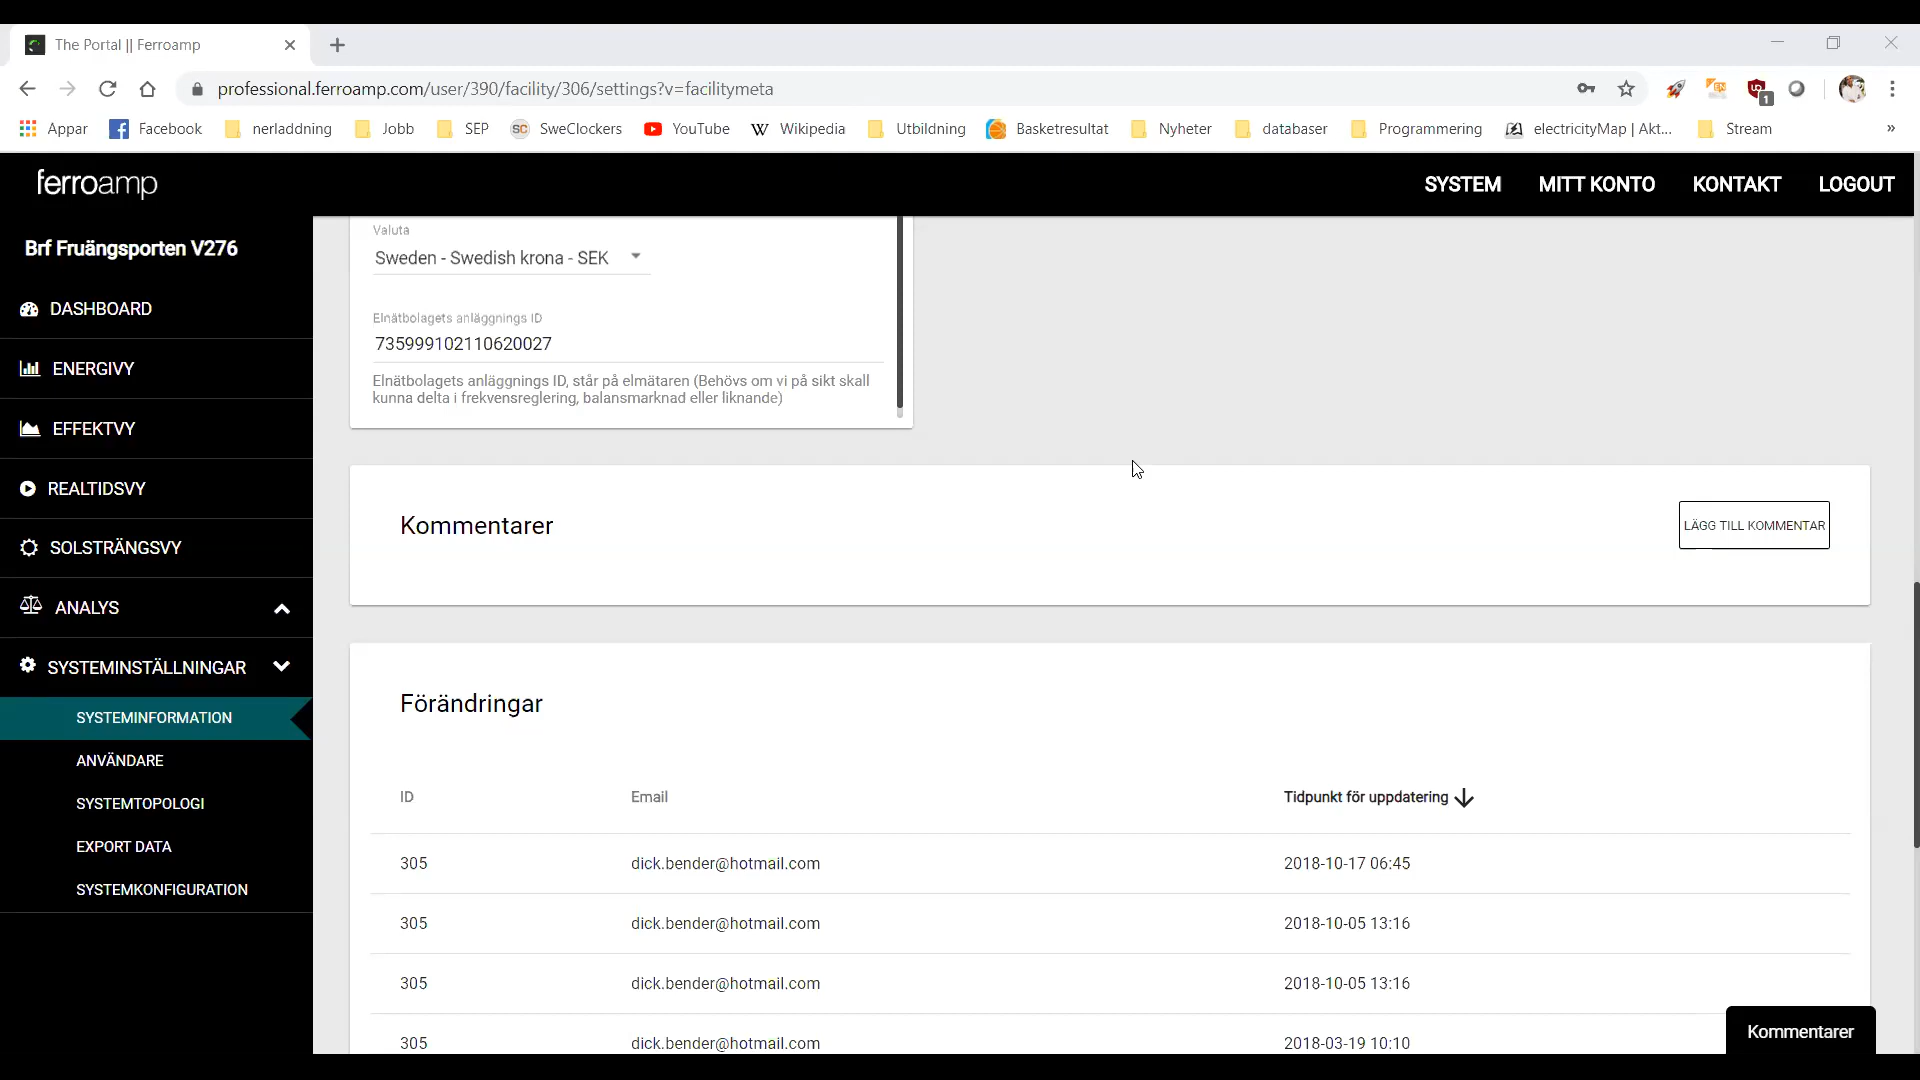 The Portal || Ferroamp
professional.ferroamp.com/user/390/facility/306/settings?v=facilitymeta
EN
1
Appar
Facebook
nerladdning
Jobb
SEP
SC SweClockers
YouTube
W Wikipedia
Utbildning
Basketresultat
Nyheter
databaser
Programmering
electricityMap | Akt...
Stream
»
ferroamp
SYSTEM
MITT KONTO
KONTAKT
LOGOUT
Brf Fruängsporten V276
DASHBOARD
ENERGIVY
EFFEKTVY
REALTIDSVY
SOLSTRÄNGSVY
ANALYS
SYSTEMINSTÄLLNINGAR
SYSTEMINFORMATION
ANVÄNDARE
SYSTEMTOPOLOGI
EXPORT DATA
SYSTEMKONFIGURATION
Valuta
Sweden - Swedish krona - SEK
Elnätbolagets anläggnings ID
735999102110620027
Elnätbolagets anläggnings ID, står på elmätaren (Behövs om vi på sikt skall
kunna delta i frekvensreglering, balansmarknad eller liknande)
Kommentarer
LÄGG TILL KOMMENTAR
Förändringar
ID Email Tidpunkt för uppdatering
305 dick.bender@hotmail.com 2018-10-17 06:45
305 dick.bender@hotmail.com 2018-10-05 13:16
305 dick.bender@hotmail.com 2018-10-05 13:16
305 dick.bender@hotmail.com 2018-03-19 10:10
Kommentarer